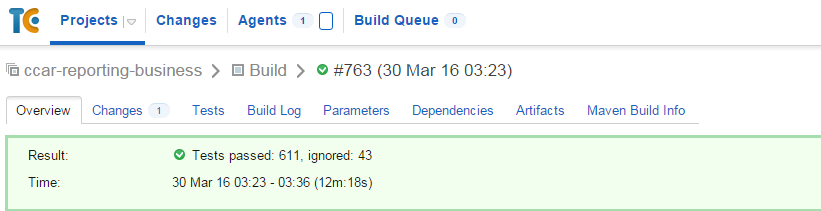 TC Projects Changes Agents 1 Build Queue 0
ccar-reporting-business Build #763 (30 Mar 16 03:23)
Overview Changes 1 Tests Build Log Parameters Dependencies Artifacts Maven Build Info
Result: Tests passed: 611, ignored: 43
Time: 30 Mar 16 03:23 - 03:36 (12m:18s)